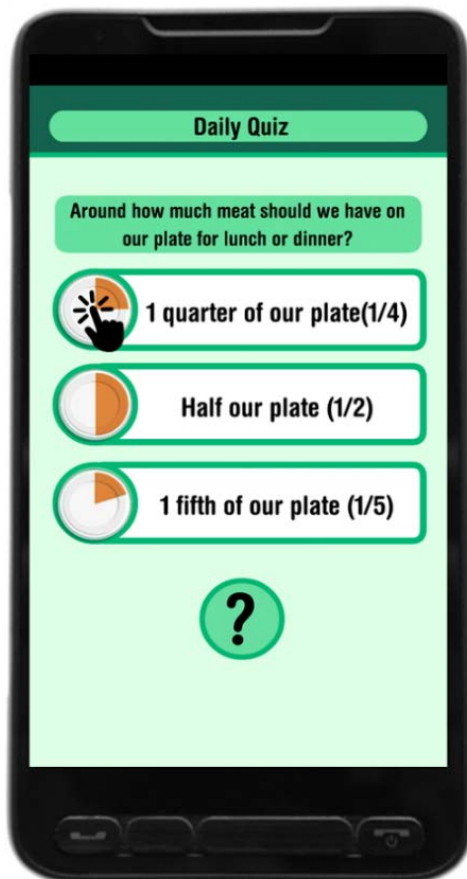 Daily Quiz
Around how much meat should we have on
our plate for lunch or dinner?
1 quarter of our plate(1/4)
Half our plate (1/2)
1 fifth of our plate (1/5)
?